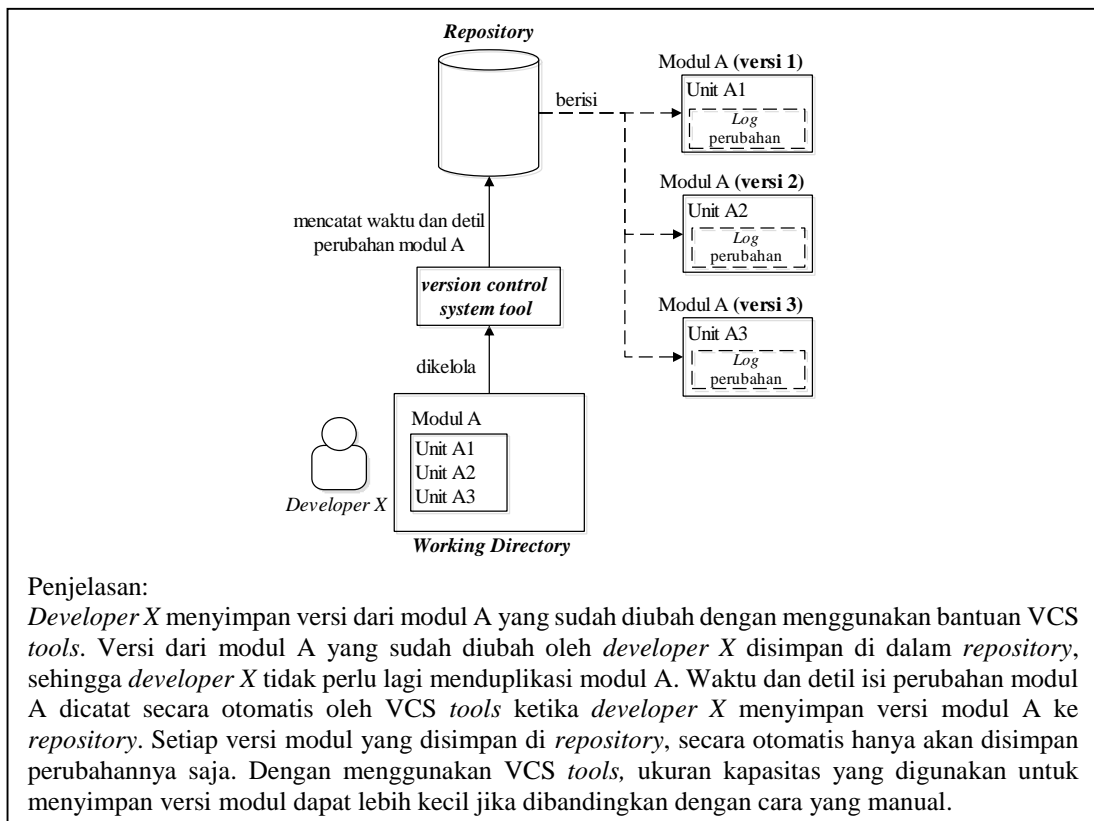 Repository
berisi
Modul A (versi 1)
Unit A1
Log
perubahan
Modul A (versi 2)
Unit A2
Log
perubahan
Modul A (versi 3)
Unit A3
Log
perubahan
mencatat waktu dan detil
perubahan modul A
version control
system tool
dikelola
Modul A
Unit A1
Unit A2
Unit A3
Developer X
Working Directory
Penjelasan:
Developer X menyimpan versi dari modul A yang sudah diubah dengan menggunakan bantuan VCS
tools. Versi dari modul A yang sudah diubah oleh developer X disimpan di dalam repository,
sehingga developer X tidak perlu lagi menduplikasi modul A. Waktu dan detil isi perubahan modul
A dicatat secara otomatis oleh VCS tools ketika developer X menyimpan versi modul A ke
repository. Setiap versi modul yang disimpan di repository, secara otomatis hanya akan disimpan
perubahannya saja. Dengan menggunakan VCS tools, ukuran kapasitas yang digunakan untuk
menyimpan versi modul dapat lebih kecil jika dibandingkan dengan cara yang manual.